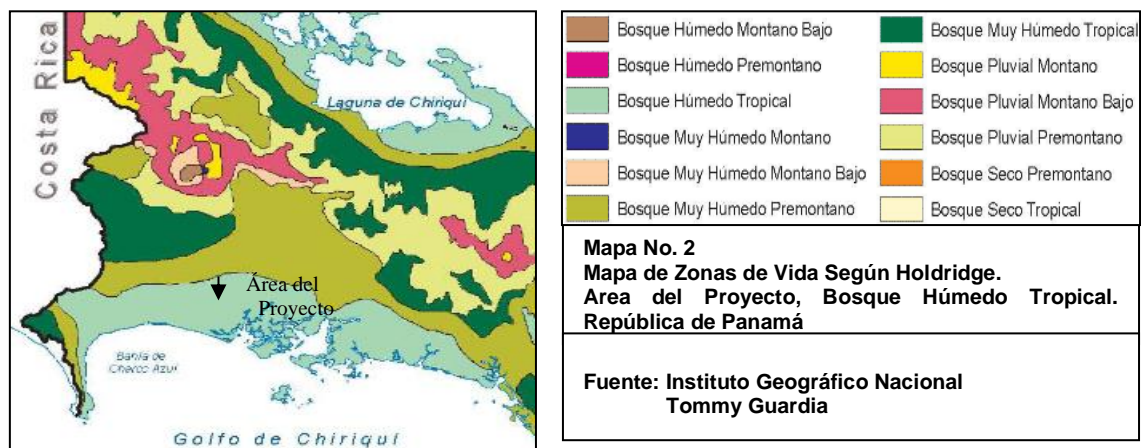 Costa Rica
Laguna de Chiriquí
Área del
Proyecto
Bahía de
Charco Azul
Golfo de Chiriquí
Bosque Húmedo Montano Bajo
Bosque Húmedo Premontano
Bosque Húmedo Tropical
Bosque Muy Húmedo Montano
Bosque Muy Húmedo Montano Bajo
Bosque Muy Húmedo Premontano
Bosque Muy Húmedo Tropical
Bosque Pluvial Montano
Bosque Pluvial Montano Bajo
Bosque Pluvial Premontano
Bosque Seco Premontano
Bosque Seco Tropical
Mapa No. 2
Mapa de Zonas de Vida Según Holdridge.
Area del Proyecto, Bosque Húmedo Tropical.
República de Panamá
Fuente: Instituto Geográfico Nacional
Tommy Guardia